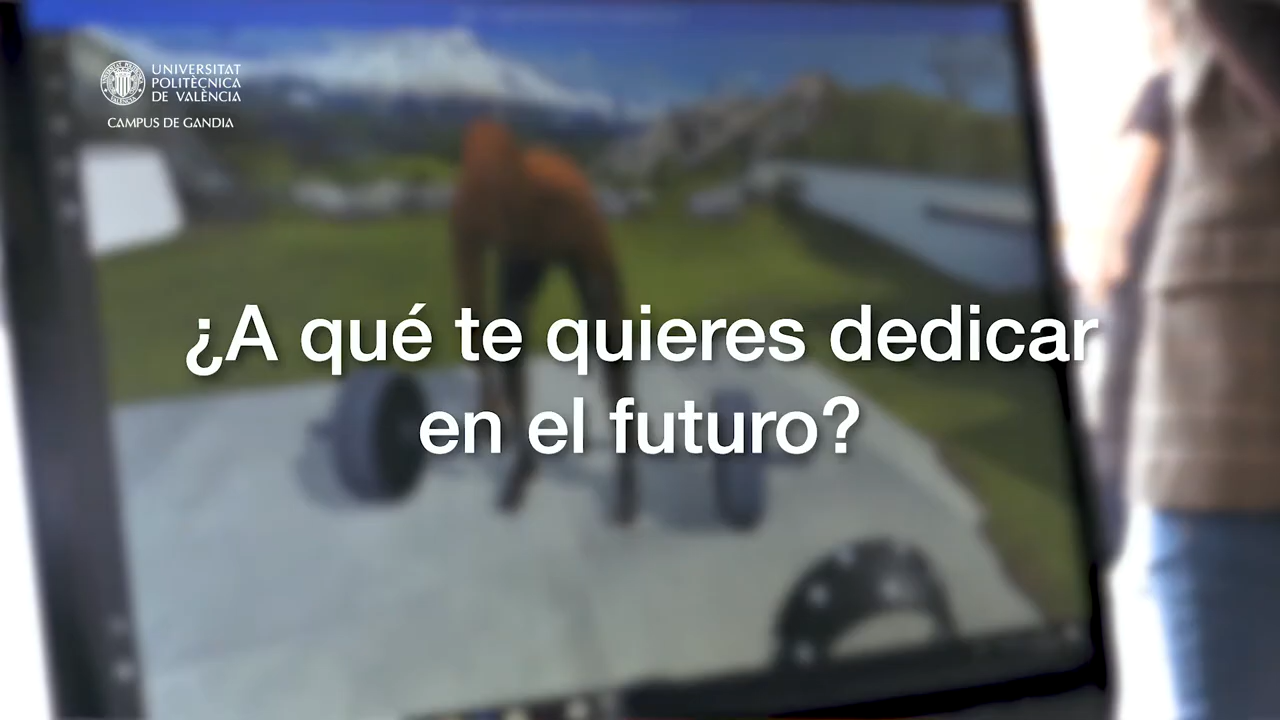 UNIVERSITAT
POLITÈCNICA
DE VALÈNCIA
CAMPUS DE GANDIA
¿A qué te quieres dedicar
en el futuro?